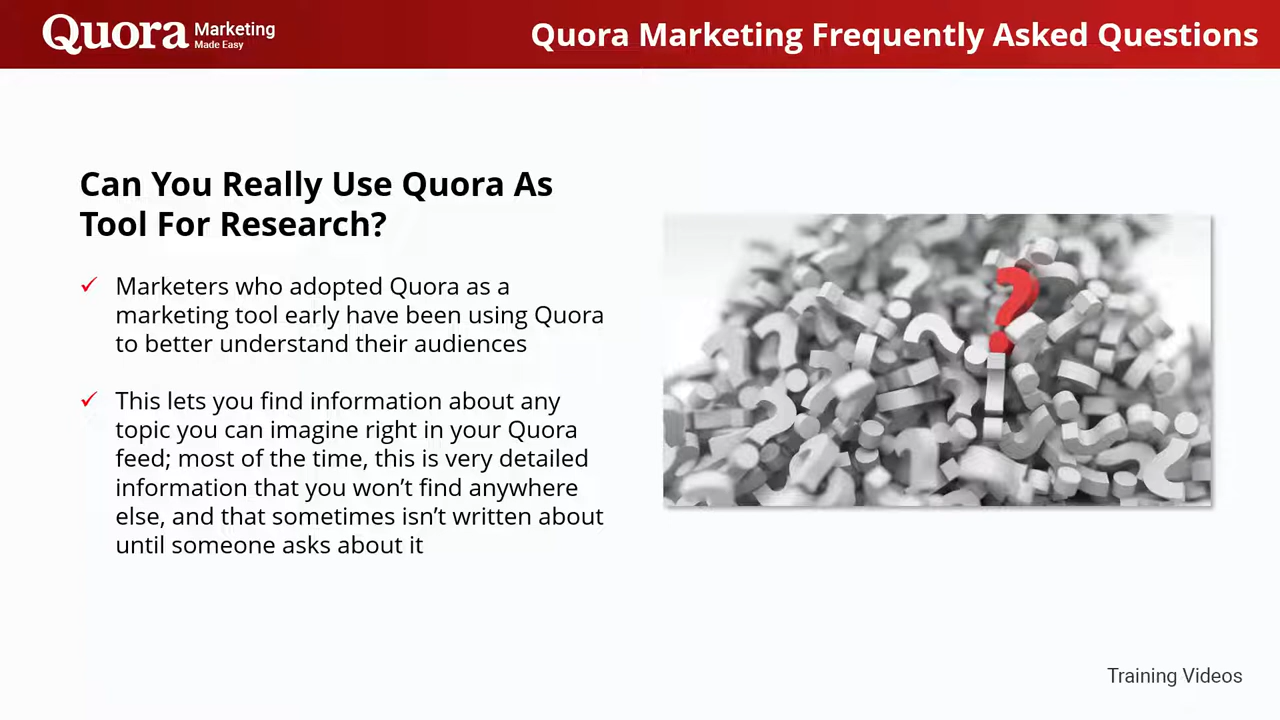 Quora Marketing
Made Easy
Quora Marketing Frequently Asked Questions
Can You Really Use Quora As
Tool For Research?
Marketers who adopted Quora as a
marketing tool early have been using Quora
to better understand their audiences
This lets you find information about any
topic you can imagine right in your Quora
feed; most of the time, this is very detailed
information that you won’t find anywhere
else, and that sometimes isn’t written about
until someone asks about it
Training Videos